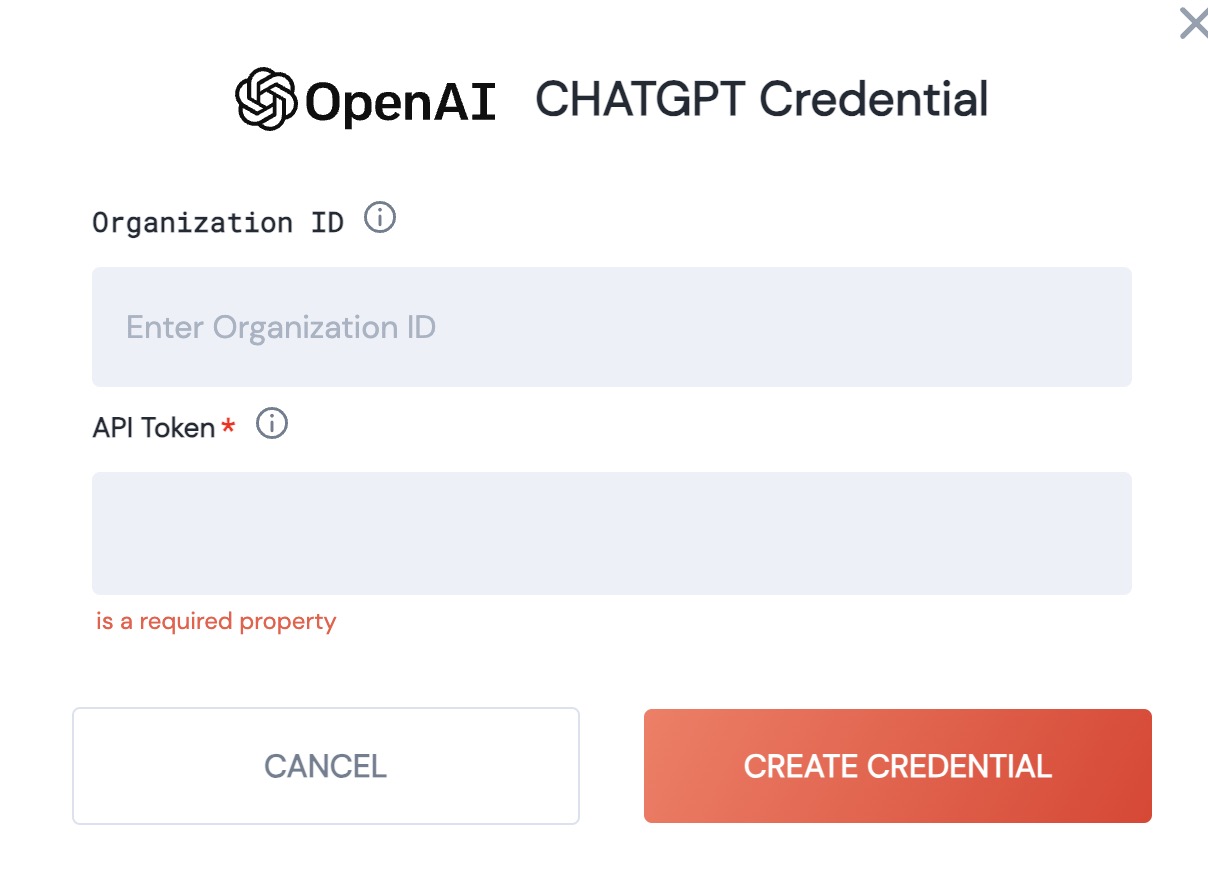 OpenAI CHATGPT Credential
Organization ID
Enter Organization ID
API Token *
is a required property
CANCEL
CREATE CREDENTIAL